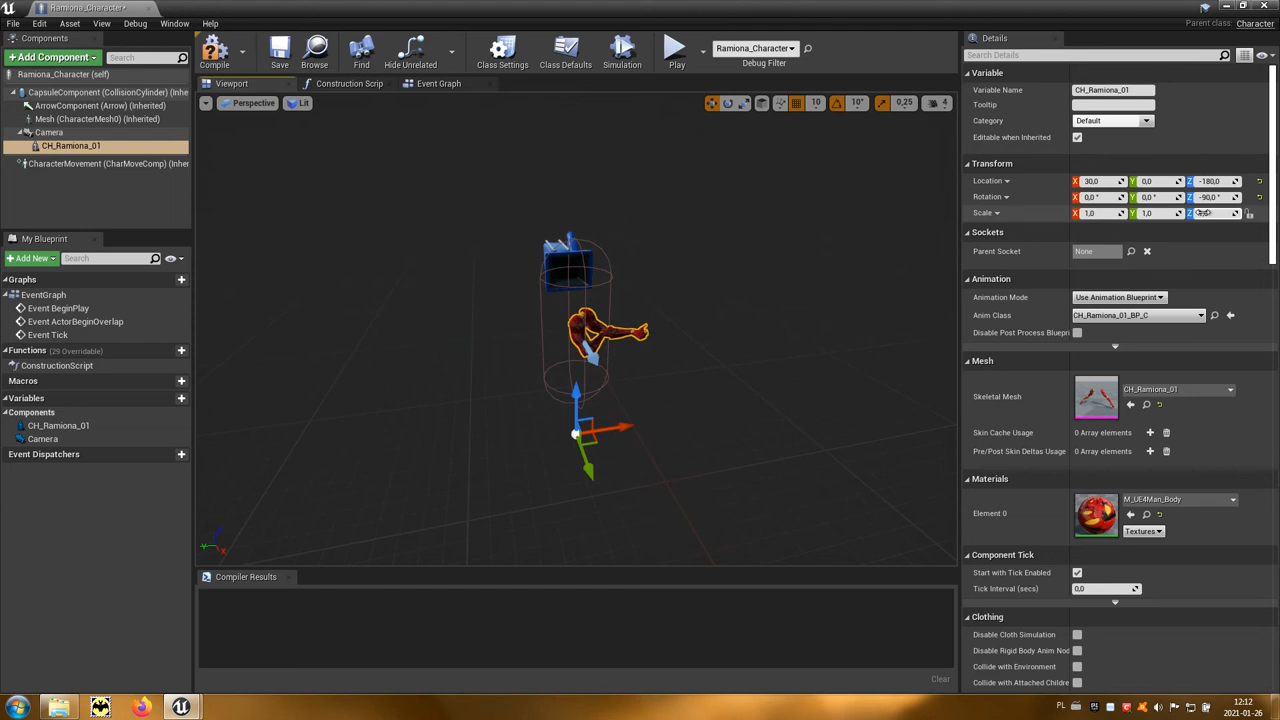 Ramiona_Character*
File Edit Asset View Debug Window Help
Parent class: Character
Components
+Add Component
Search
Ramiona_Character (self)
CapsuleComponent (CollisionCylinder) (Inhe
ArrowComponent (Arrow) (Inherited)
Mesh (CharacterMesh0) (Inherited)
Camera
CH_Ramiona_01
CharacterMovement (CharMoveComp) (Inher
My Blueprint
+Add New
Search
Graphs
EventGraph
Event BeginPlay
Event ActorBeginOverlap
Event Tick
Functions (29 Overridable)
ConstructionScript
Macros
Variables
Components
CH_Ramiona_01
Camera
Event Dispatchers
Compile
Save
Browse
Find
Hide Unrelated
Class Settings
Class Defaults
Simulation
Play
Ramiona_Character
Debug Filter
Viewport
Construction Scrip
Event Graph
Perspective
Lit
10
10°
0,25
4
Compiler Results
Clear
Details
Search Details
Variable
Variable Name CH_Ramiona_01
Tooltip
Category Default
Editable when Inherited
Transform
Location X 30,0 Y 0,0 Z -180,0
Rotation X 0,0 ° Y 0,0 ° Z -90,0 °
Scale X 1,0 Y 1,0 Z
Sockets
Parent Socket None
Animation
Animation Mode Use Animation Blueprint
Anim Class CH_Ramiona_01_BP_C
Disable Post Process Bluepri
Mesh
Skeletal Mesh CH_Ramiona_01
Skin Cache Usage 0 Array elements
Pre/Post Skin Deltas Usage 0 Array elements
Materials
Element 0 M_UE4Man_Body
Textures
Component Tick
Start with Tick Enabled
Tick Interval (secs) 0,0
Clothing
Disable Cloth Simulation
Disable Rigid Body Anim Nod
Collide with Environment
Collide with Attached Childre
PL
12:12
2021-01-26